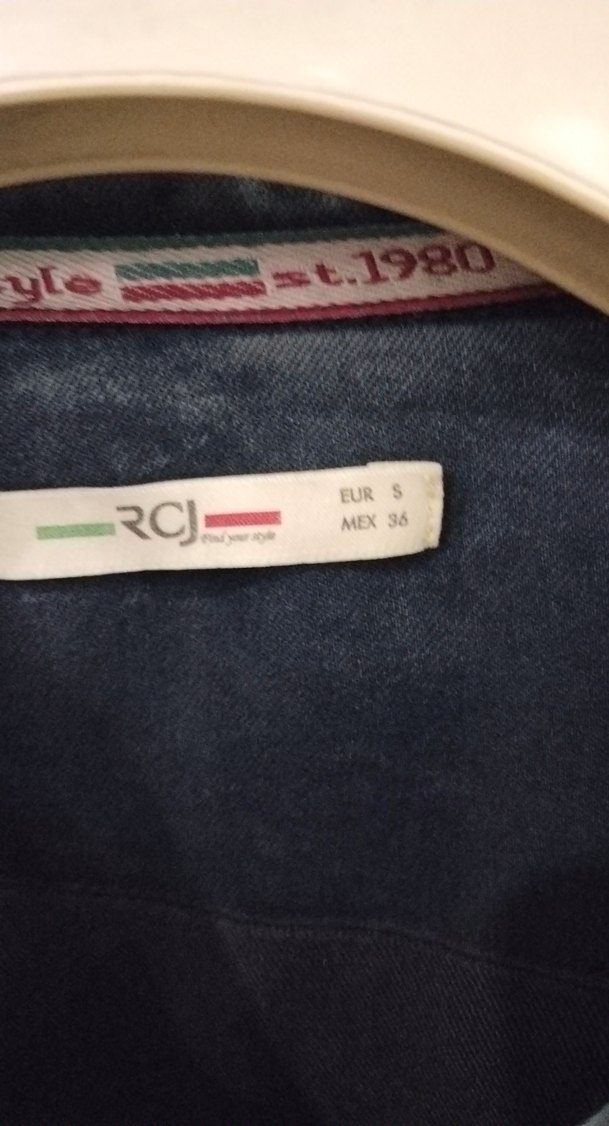 st.1980
RCJ
Find your style
EUR S
MEX 36